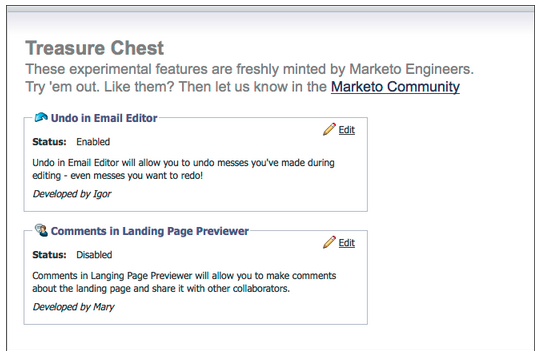 Treasure Chest
These experimental features are freshly minted by Marketo Engineers.
Try 'em out. Like them? Then let us know in the Marketo Community
Undo in Email Editor
Edit
Status: Enabled
Undo in Email Editor will allow you to undo messes you've made during
editing - even messes you want to redo!
Developed by Igor
Comments in Landing Page Previewer
Edit
Status: Disabled
Comments in Langing Page Previewer will allow you to make comments
about the landing page and share it with other collaborators.
Developed by Mary